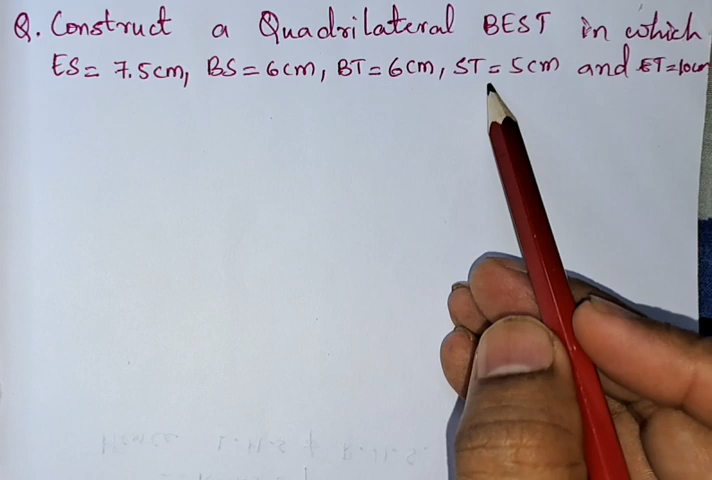 Q. Construct a Quadrilateral BEST in which
ES = 7.5cm, BS = 6cm, BT = 6cm, ST = 5cm and ET = 10cm